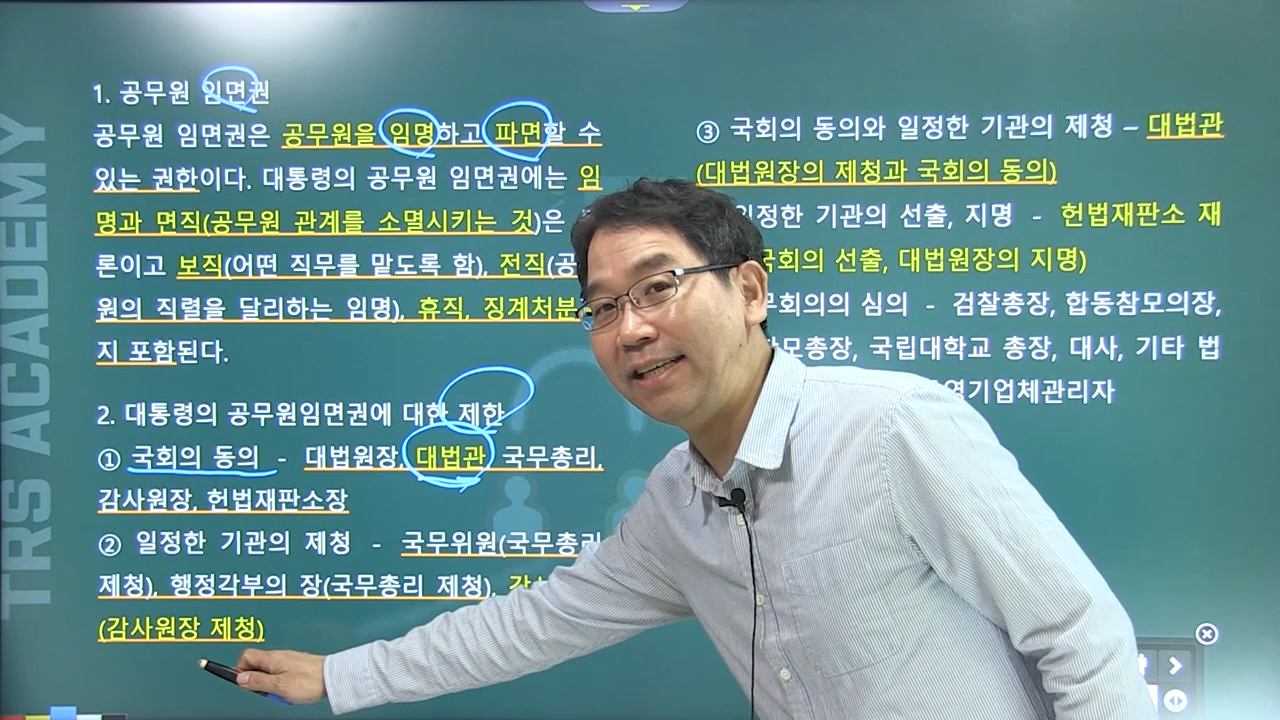 TRS ACADEMY
1. 공무원 임면권
공무원 임면권은 공무원을 임명하고 파면할 수
있는 권한이다. 대통령의 공무원 임면권에는 임
명과 면직(공무원 관계를 소멸시키는 것)은
론이고 보직(어떤 직무를 맡도록 함), 전직(공
원의 직렬을 달리하는 임명), 휴직, 징계처분
지 포함된다.
2. 대통령의 공무원임면권에 대한 제한
① 국회의 동의 - 대법원장, 대법관 국무총리,
감사원장, 헌법재판소장
② 일정한 기관의 제청 - 국무위원(국무총리
제청), 행정각부의 장(국무총리 제청),
(감사원장 제청)
③ 국회의 동의와 일정한 기관의 제청 – 대법관
(대법원장의 제청과 국회의 동의)
일정한 기관의 선출, 지명 - 헌법재판소 재
국회의 선출, 대법원장의 지명)
회의의 심의 - 검찰총장, 합동참모의장,
모총장, 국립대학교 총장, 대사, 기타 법
영기업체관리자